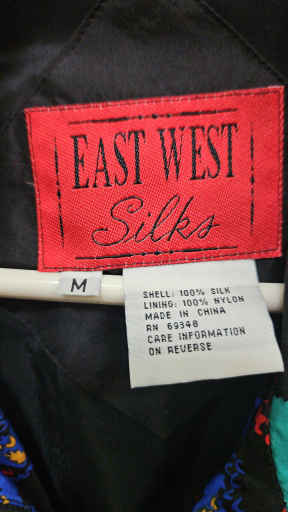 EAST WEST
Silks
M
SHELL: 100% SILK
LINING: 100% NYLON
MADE IN CHINA
RN 69348
CARE INFORMATION
ON REVERSE